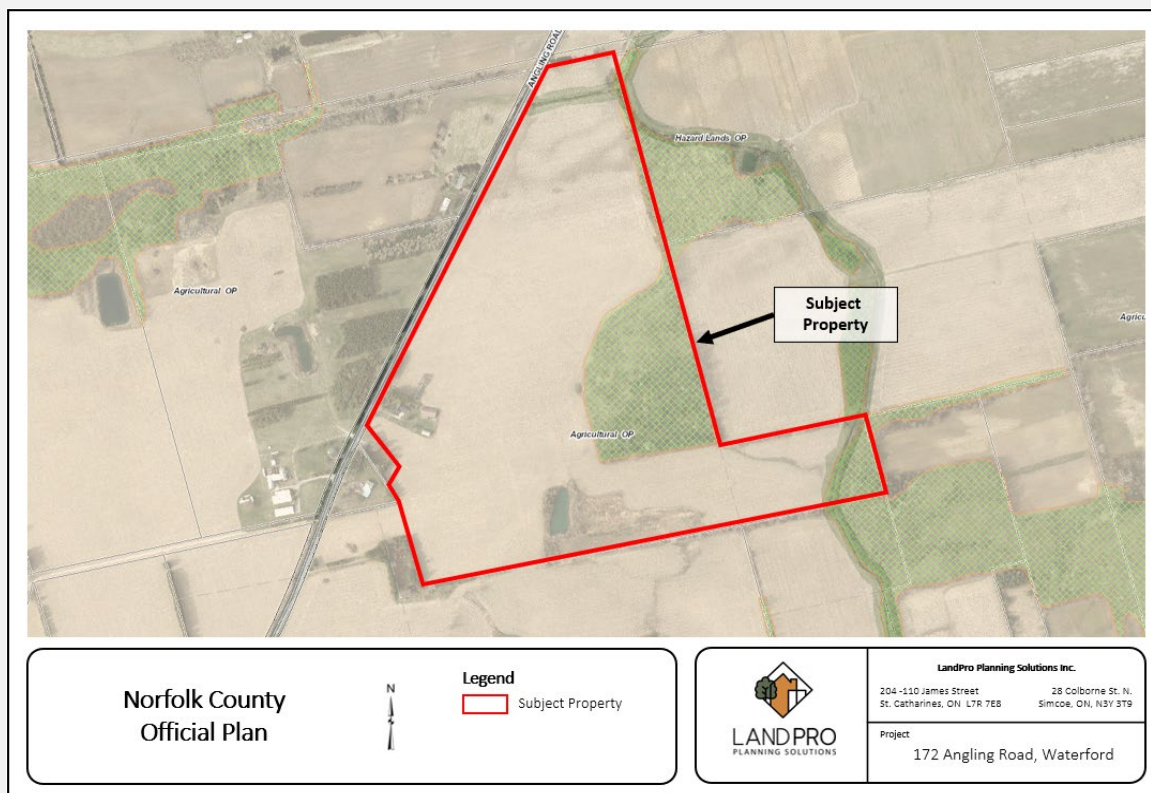 ANGLING ROAD
Hazard Lands OP
Agricultural OP
Subject
Property
Agricu
Agricultural OP
Norfolk County
Official Plan
N
Legend
Subject Property
LANDPRO
PLANNING SOLUTIONS
LandPro Planning Solutions Inc.
204 -110 James Street
St. Catharines, ON L7R 7E8
28 Colborne St. N.
Simcoe, ON, N3Y 3T9
Project
172 Angling Road, Waterford